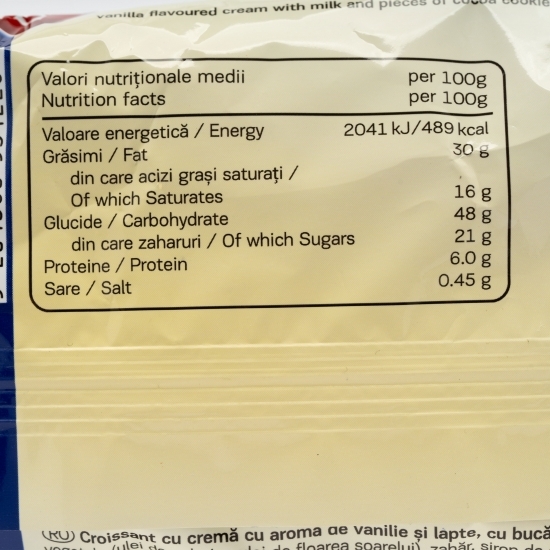 vanilla flavoured cream with milk and pieces of cocoa cookie
Valori nutriționale medii per 100g
Nutrition facts per 100g
Valoare energetică / Energy 2041 kJ/489 kcal
Grăsimi / Fat 30 g
din care acizi grași saturați /
Of which Saturates 16 g
Glucide / Carbohydrate 48 g
din care zaharuri / Of which Sugars 21 g
Proteine / Protein 6.0 g
Sare / Salt 0.45 g
(RO) Croissant cu cremă cu aroma de vanilie și lapte, cu bucă
floarea soarelui), zahăr, sirop de